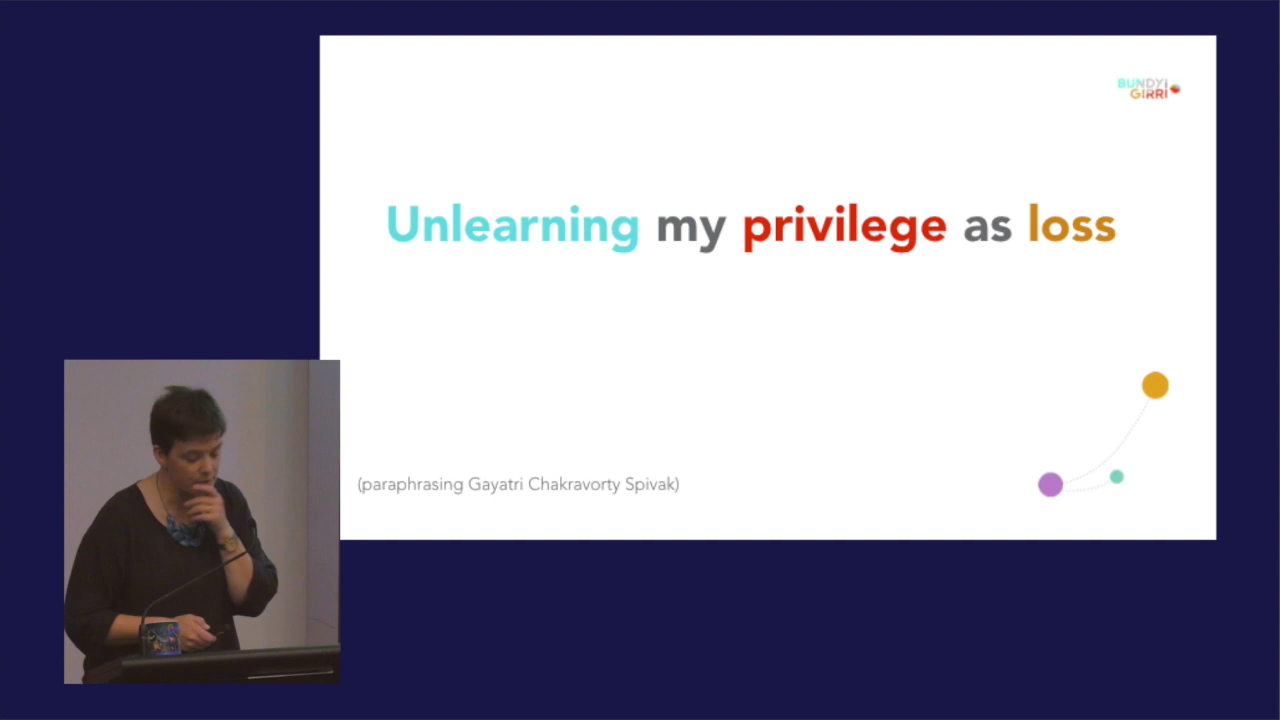 BUNDYI
GIRRI
Unlearning my privilege as loss
(paraphrasing Gayatri Chakravorty Spivak)